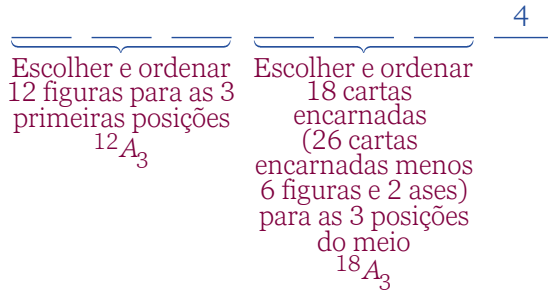 4
Escolher e ordenar
12 figuras para as 3
primeiras posições
¹²A₃
Escolher e ordenar
18 cartas
encarnadas
(26 cartas
encarnadas menos
6 figuras e 2 ases)
para as 3 posições
do meio
¹⁸A₃